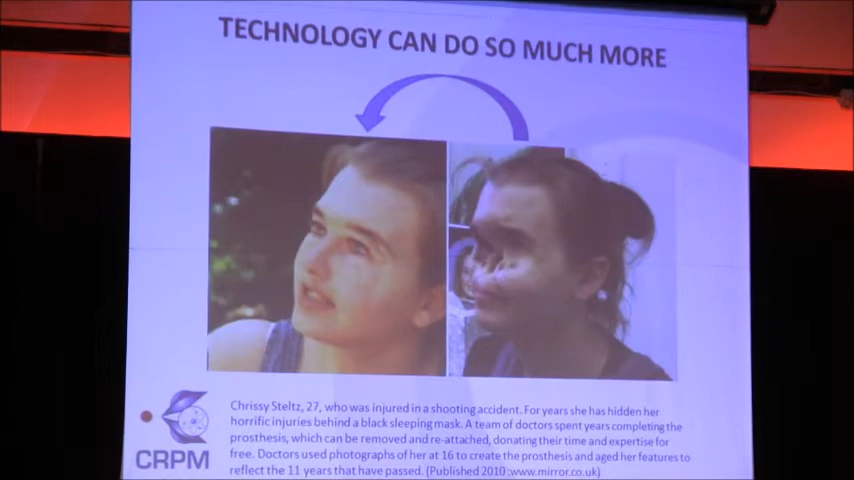 TECHNOLOGY CAN DO SO MUCH MORE
Chrissy Steltz, 27, who was injured in a shooting accident. For years she has hidden her
horrific injuries behind a black sleeping mask. A team of doctors spent years completing the
prosthesis, which can be removed and re-attached, donating their time and expertise for
free. Doctors used photographs of her at 16 to create the prosthesis and aged her features to
reflect the 11 years that have passed. (Published 2010 :www.mirror.co.uk)
CRPM